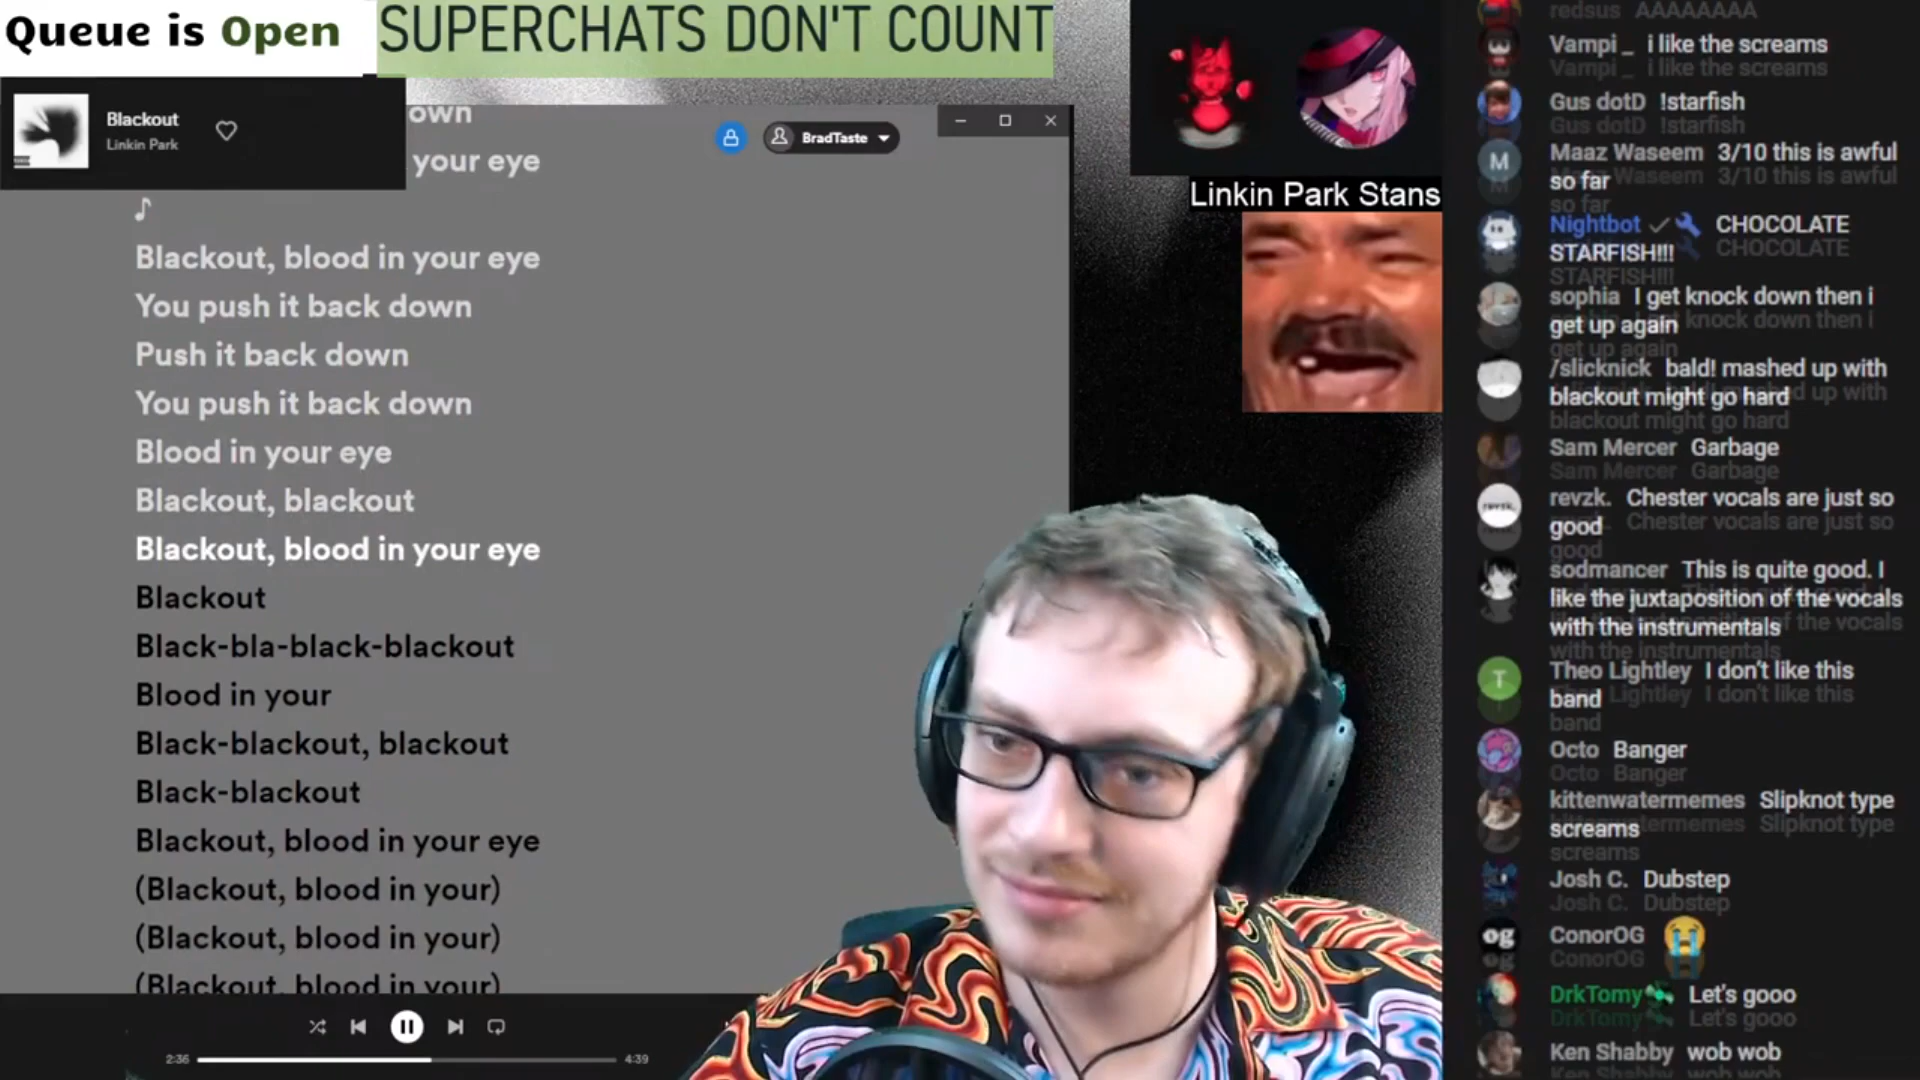 Queue is Open
SUPERCHATS DON'T COUNT
Blackout
Linkin Park
own
your eye
BradTaste
♪
Blackout, blood in your eye
You push it back down
Push it back down
You push it back down
Blood in your eye
Blackout, blackout
Blackout, blood in your eye
Blackout
Black-bla-black-blackout
Blood in your
Black-blackout, blackout
Black-blackout
Blackout, blood in your eye
(Blackout, blood in your)
(Blackout, blood in your)
(Blackout, blood in your)
2:36
4:39
Linkin Park Stans
redsus AAAAAAAA
Vampi_ i like the screams
Gus dotD !starfish
M
Maaz Waseem 3/10 this is awful
so far
Nightbot CHOCOLATE
STARFISH!!!
sophia I get knock down then i
get up again
/slicknick bald! mashed up with
blackout might go hard
Sam Mercer Garbage
revzk. Chester vocals are just so
good
sodmancer This is quite good. I
like the juxtaposition of the vocals
with the instrumentals
T
Theo Lightley I don't like this
band
Octo Banger
kittenwatermemes Slipknot type
screams
Josh C. Dubstep
og
ConorOG
DrkTomy Let's gooo
Ken Shabby wob wob